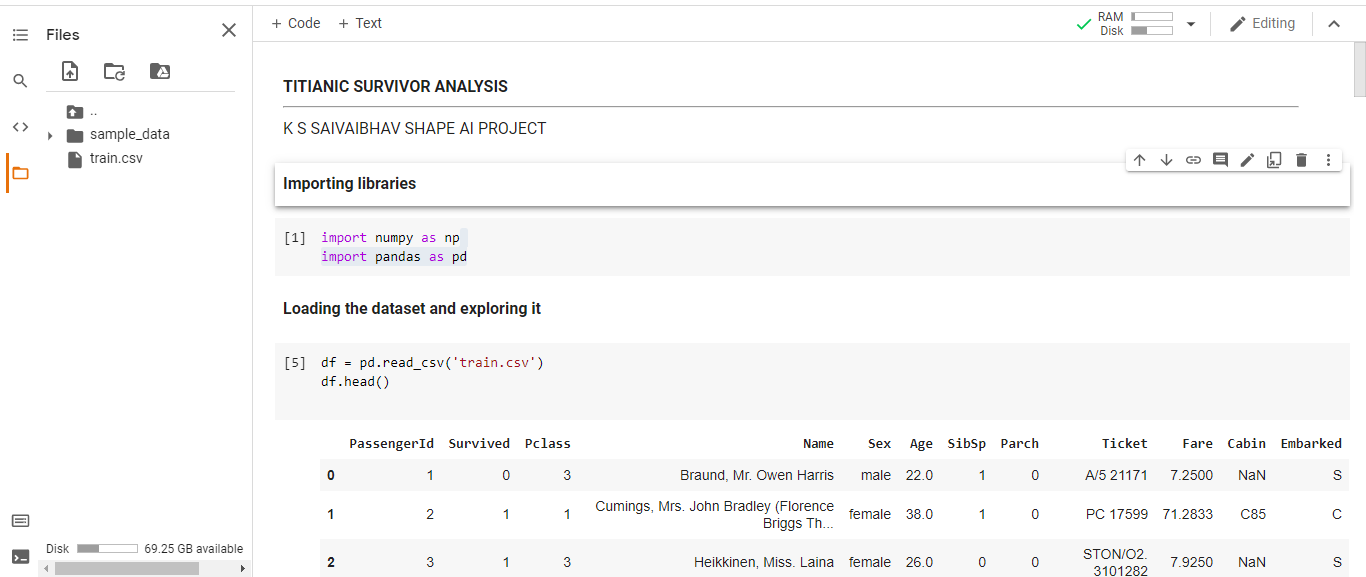 Files
..
sample_data
train.csv
Disk 69.25 GB available
+ Code + Text
RAM
Disk
Editing
TITIANIC SURVIVOR ANALYSIS
K S SAIVAIBHAV SHAPE AI PROJECT
Importing libraries
[1] import numpy as np
import pandas as pd
Loading the dataset and exploring it
[5] df = pd.read_csv('train.csv')
df.head()
PassengerId Survived Pclass Name Sex Age SibSp Parch Ticket Fare Cabin Embarked
0 1 0 3 Braund, Mr. Owen Harris male 22.0 1 0 A/5 21171 7.2500 NaN S
1 2 1 1 Cumings, Mrs. John Bradley (Florence
Briggs Th... female 38.0 1 0 PC 17599 71.2833 C85 C
2 3 1 3 Heikkinen, Miss. Laina female 26.0 0 0 STON/O2.
3101282 7.9250 NaN S